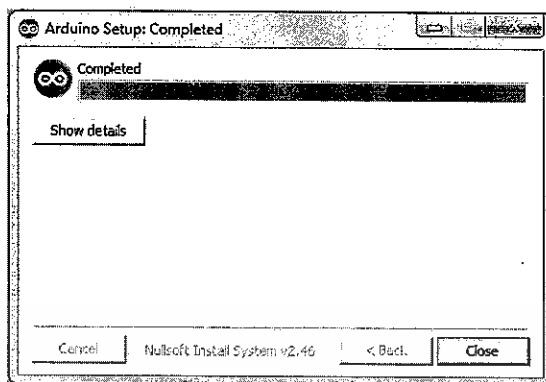 Arduino Setup: Completed
Completed
Show details
Cancel
Nullsoft Install System v2.46
< Back
Close